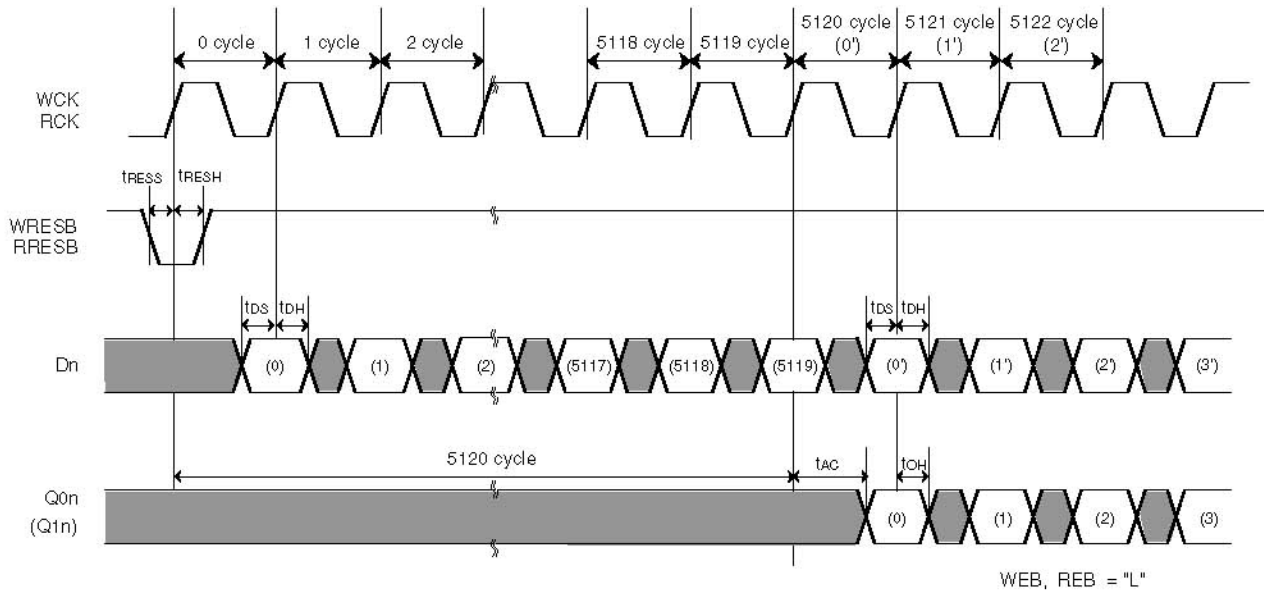 0 cycle 1 cycle 2 cycle 5118 cycle 5119 cycle 5120 cycle (0') 5121 cycle (1') 5122 cycle (2')
WCK
RCK
tRESS tRESH
WRESB
RRESB
tDS tDH tDS tDH
Dn (0) (1) (2) (5117) (5118) (5119) (0') (1') (2') (3')
5120 cycle tAC tOH
Q0n
(Q1n) (0) (1) (2) (3)
WEB, REB = "L"